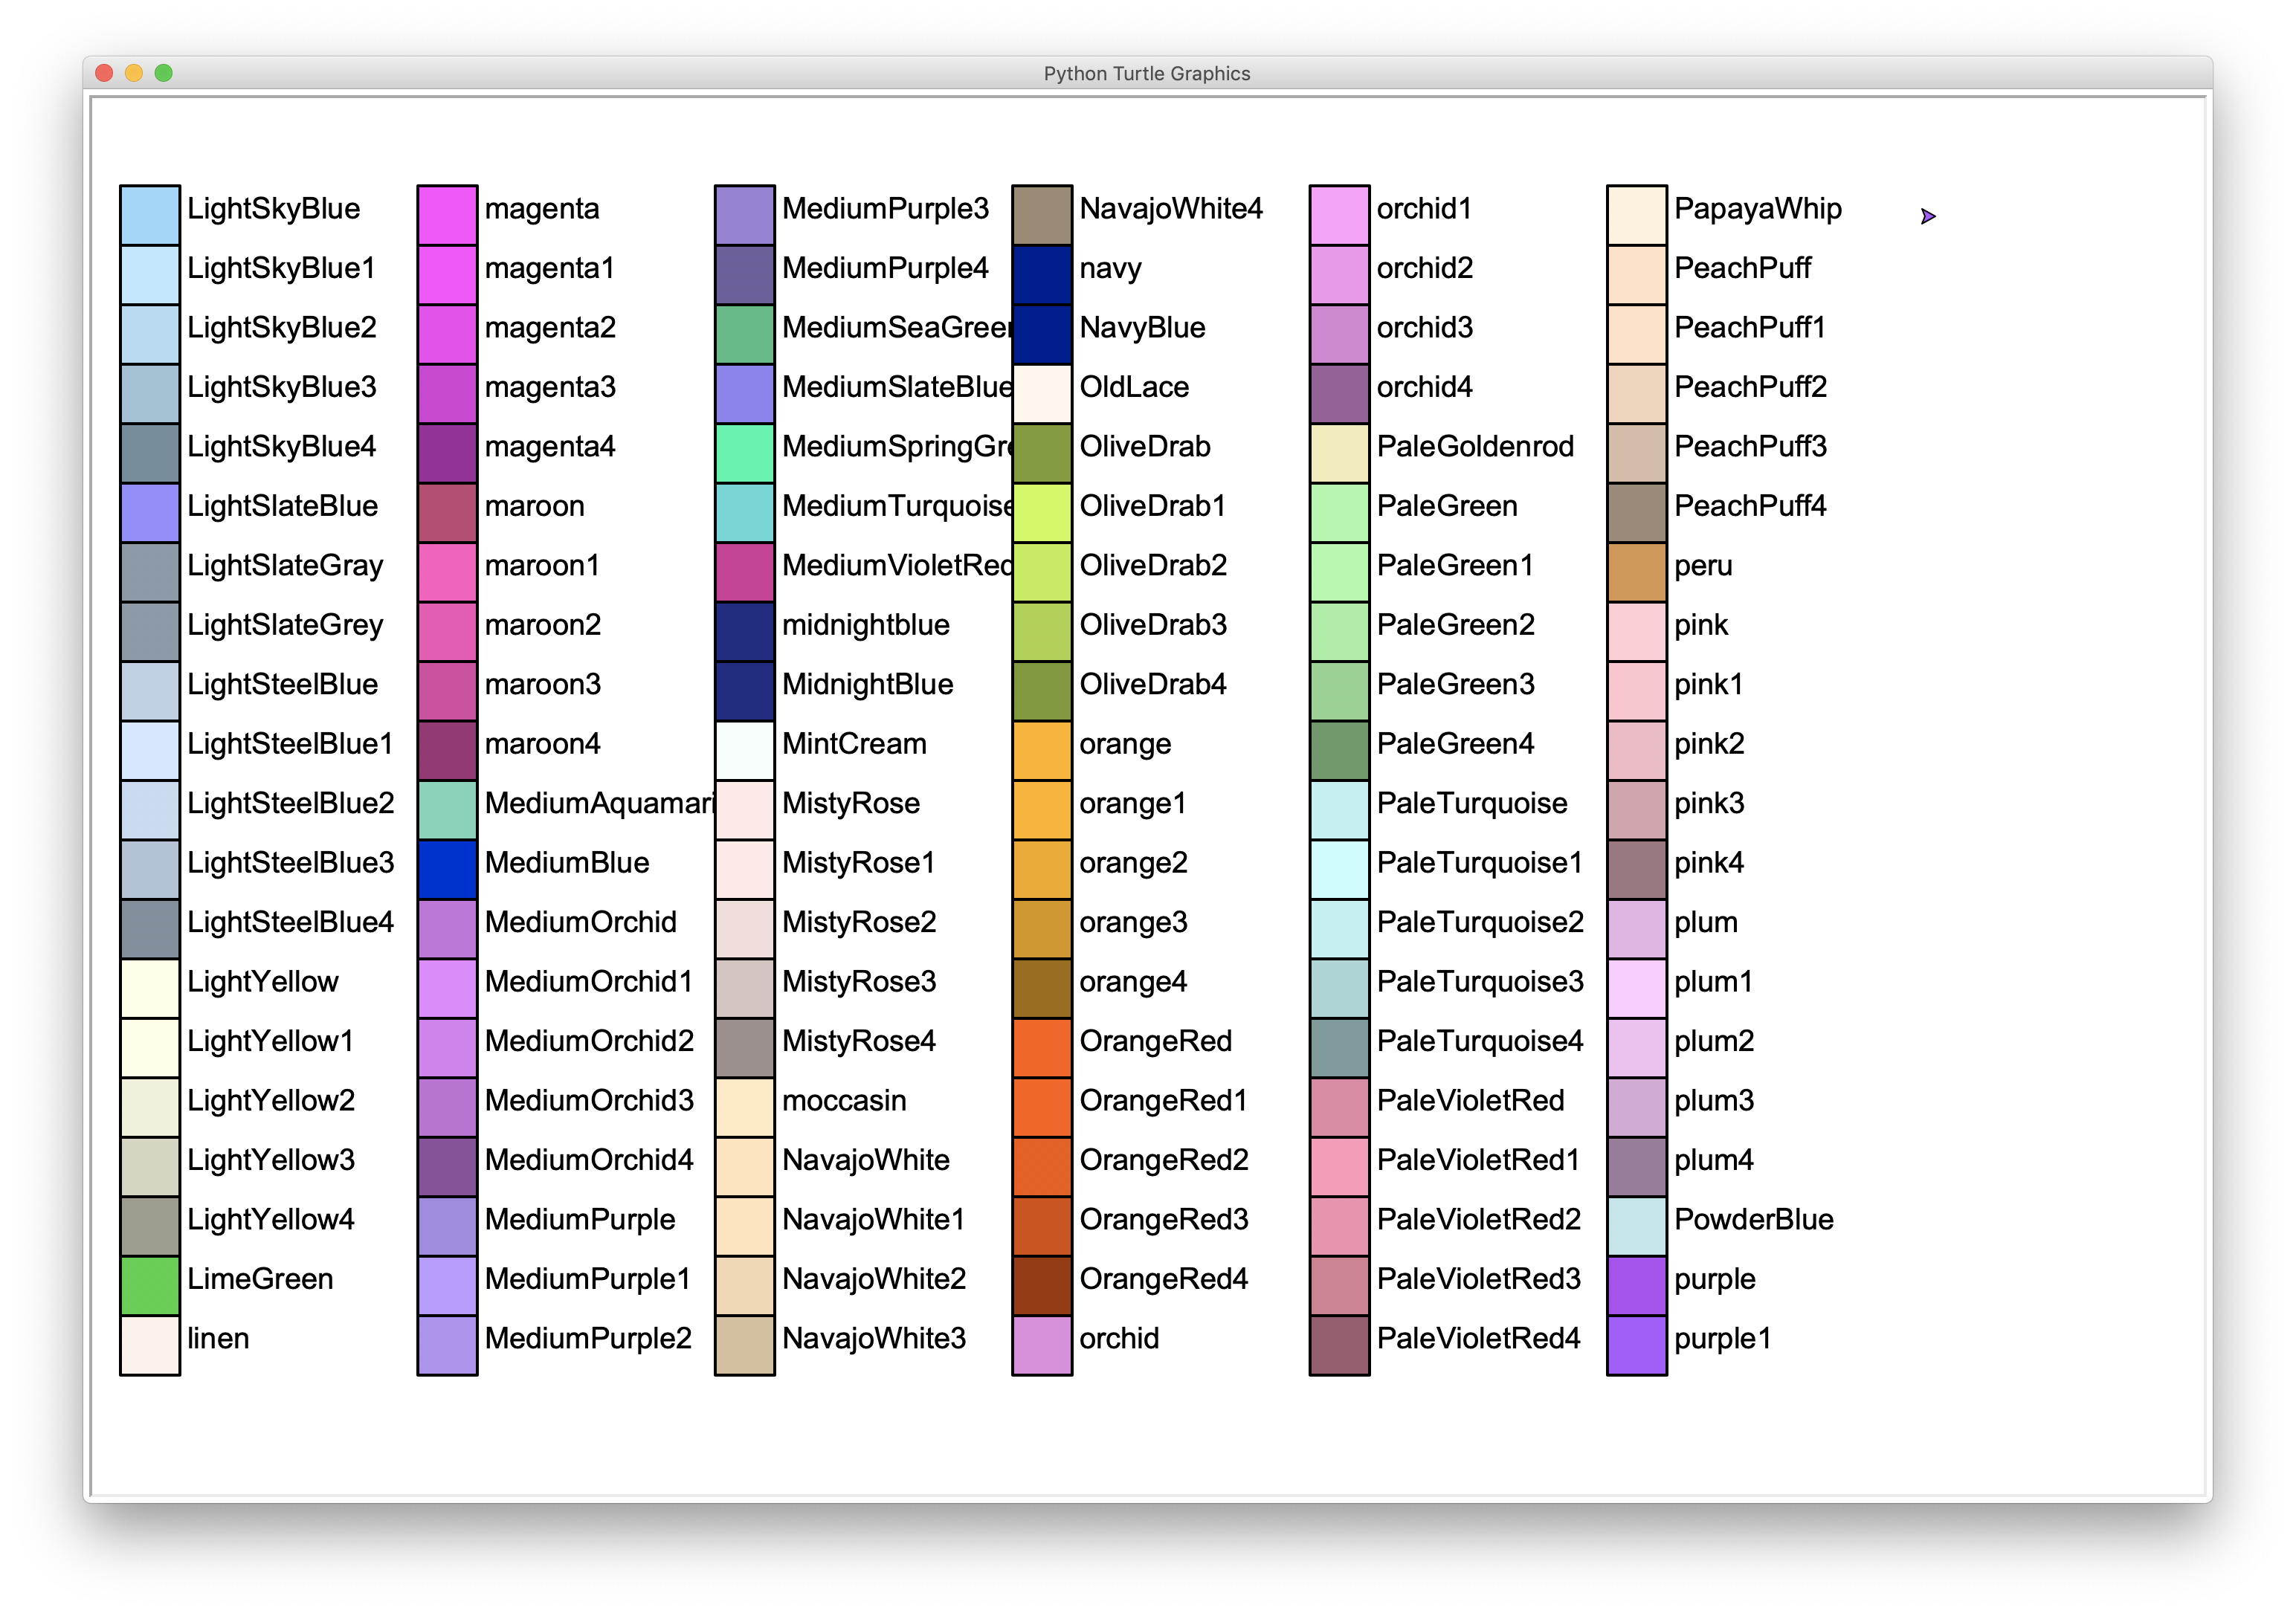 Python Turtle Graphics
LightSkyBlue
LightSkyBlue1
LightSkyBlue2
LightSkyBlue3
LightSkyBlue4
LightSlateBlue
LightSlateGray
LightSlateGrey
LightSteelBlue
LightSteelBlue1
LightSteelBlue2
LightSteelBlue3
LightSteelBlue4
LightYellow
LightYellow1
LightYellow2
LightYellow3
LightYellow4
LimeGreen
linen
magenta
magenta1
magenta2
magenta3
magenta4
maroon
maroon1
maroon2
maroon3
maroon4
MediumAquamari
MediumBlue
MediumOrchid
MediumOrchid1
MediumOrchid2
MediumOrchid3
MediumOrchid4
MediumPurple
MediumPurple1
MediumPurple2
MediumPurple3
MediumPurple4
MediumSeaGreen
MediumSlateBlue
MediumSpringGre
MediumTurquoise
MediumVioletRed
midnightblue
MidnightBlue
MintCream
MistyRose
MistyRose1
MistyRose2
MistyRose3
MistyRose4
moccasin
NavajoWhite
NavajoWhite1
NavajoWhite2
NavajoWhite3
NavajoWhite4
navy
NavyBlue
OldLace
OliveDrab
OliveDrab1
OliveDrab2
OliveDrab3
OliveDrab4
orange
orange1
orange2
orange3
orange4
OrangeRed
OrangeRed1
OrangeRed2
OrangeRed3
OrangeRed4
orchid
orchid1
orchid2
orchid3
orchid4
PaleGoldenrod
PaleGreen
PaleGreen1
PaleGreen2
PaleGreen3
PaleGreen4
PaleTurquoise
PaleTurquoise1
PaleTurquoise2
PaleTurquoise3
PaleTurquoise4
PaleVioletRed
PaleVioletRed1
PaleVioletRed2
PaleVioletRed3
PaleVioletRed4
PapayaWhip
PeachPuff
PeachPuff1
PeachPuff2
PeachPuff3
PeachPuff4
peru
pink
pink1
pink2
pink3
pink4
plum
plum1
plum2
plum3
plum4
PowderBlue
purple
purple1